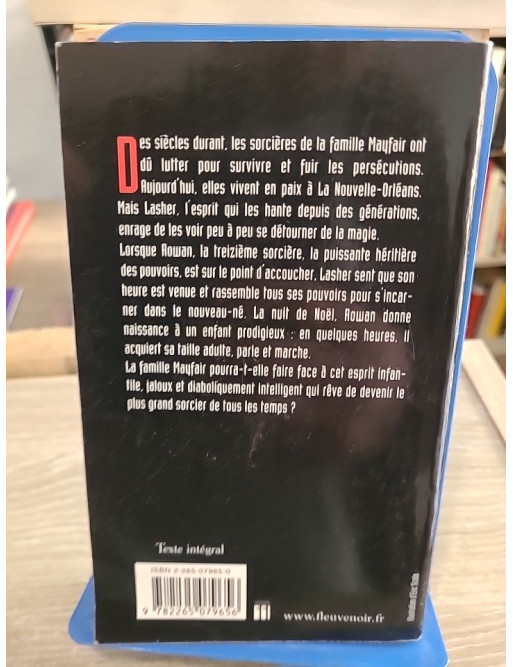 Des siècles durant, les sorcières de la famille Mayfair ont
dû lutter pour survivre et fuir les persécutions.
Aujourd'hui, elles vivent en paix à La Nouvelle-Orléans.
Mais Lasher, l'esprit qui les hante depuis des générations,
enrage de les voir peu à peu se détourner de la magie.
Lorsque Rowan, la treizième sorcière, la puissante héritière
des pouvoirs, est sur le point d'accoucher, Lasher sent que son
heure est venue et rassemble tous ses pouvoirs pour s'incar-
ner dans le nouveau-né. La nuit de Noël, Rowan donne
naissance à un enfant prodigieux : en quelques heures, il
acquiert sa taille adulte, parle et marche.
La famille Mayfair pourra-t-elle faire face à cet esprit infan-
tile, jaloux et diaboliquement intelligent qui rêve de devenir le
plus grand sorcier de tous les temps ?
Texte intégral
ISBN 2-265-07965-0
9 782265 079656
www.fleuvenoir.fr